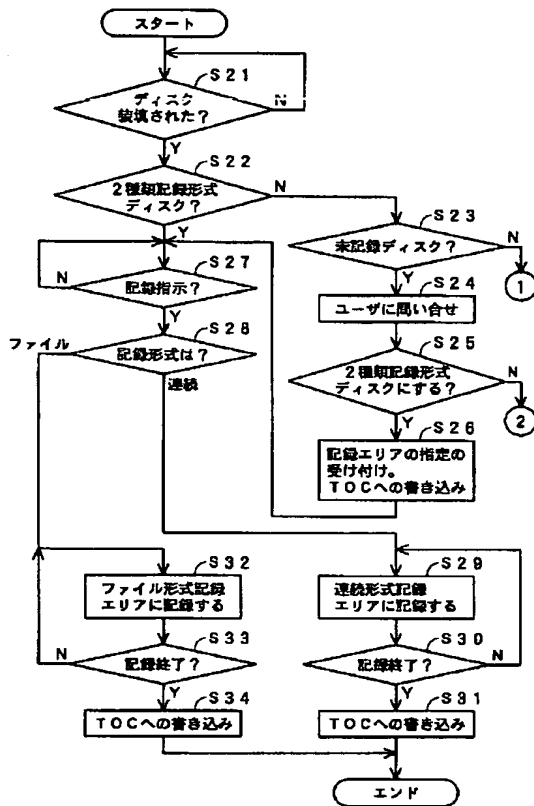 スタート
S21
ディスク
装填された?
N
Y
S22
2種類記録形式
ディスク?
N
Y
S23
未記録ディスク?
N
1
Y
S24
ユーザに問い合せ
S25
2種類記録形式
ディスクにする?
N
2
Y
S26
記録エリアの指定の
受け付け。
TOCへの書き込み
S27
記録指示?
N
Y
S28
記録形式は?
ファイル
連続
S32
ファイル形式記録
エリアに記録する
S33
記録終了?
N
Y
S34
TOCへの書き込み
S29
連続形式記録
エリアに記録する
S30
記録終了?
N
Y
S31
TOCへの書き込み
エンド